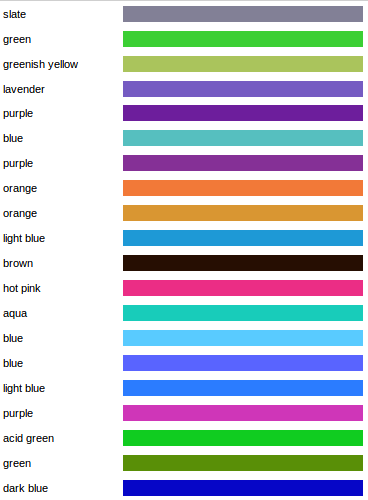 slate
green
greenish yellow
lavender
purple
blue
purple
orange
orange
light blue
brown
hot pink
aqua
blue
blue
light blue
purple
acid green
green
dark blue